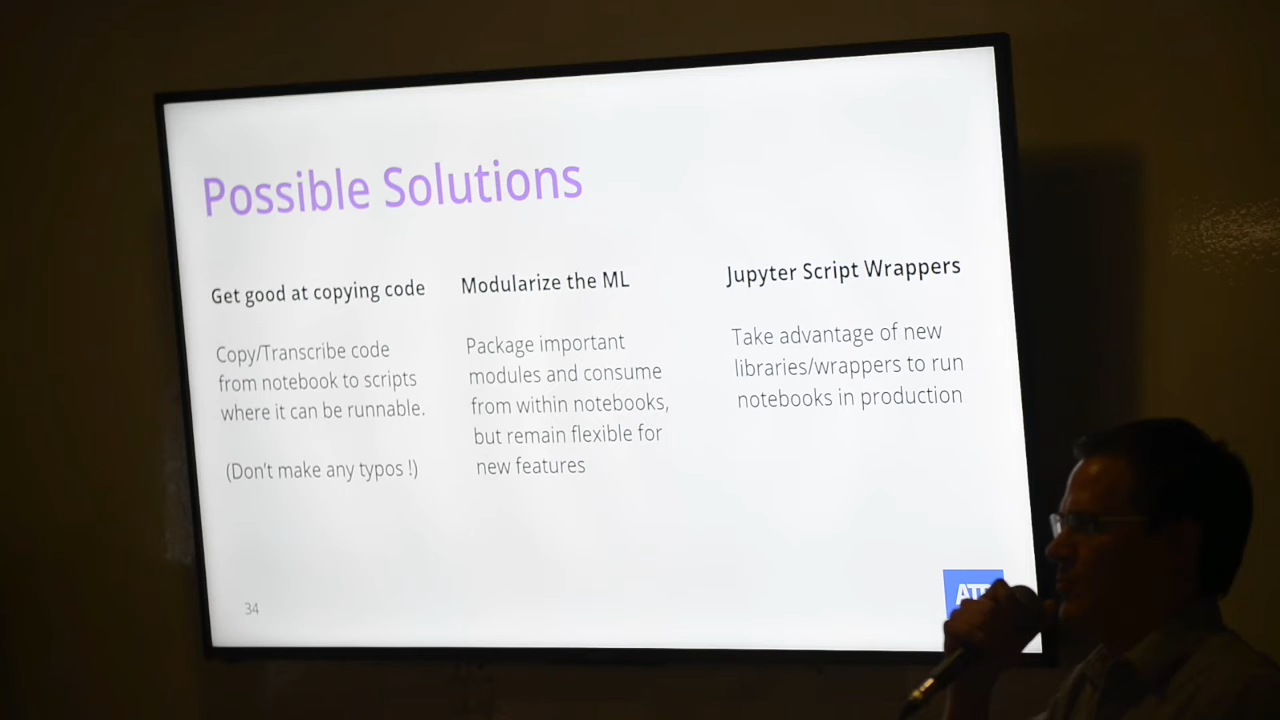 Possible Solutions
Get good at copying code
Copy/Transcribe code
from notebook to scripts
where it can be runnable.
(Don't make any typos !)
Modularize the ML
Package important
modules and consume
from within notebooks,
but remain flexible for
new features
Jupyter Script Wrappers
Take advantage of new
libraries/wrappers to run
notebooks in production
34